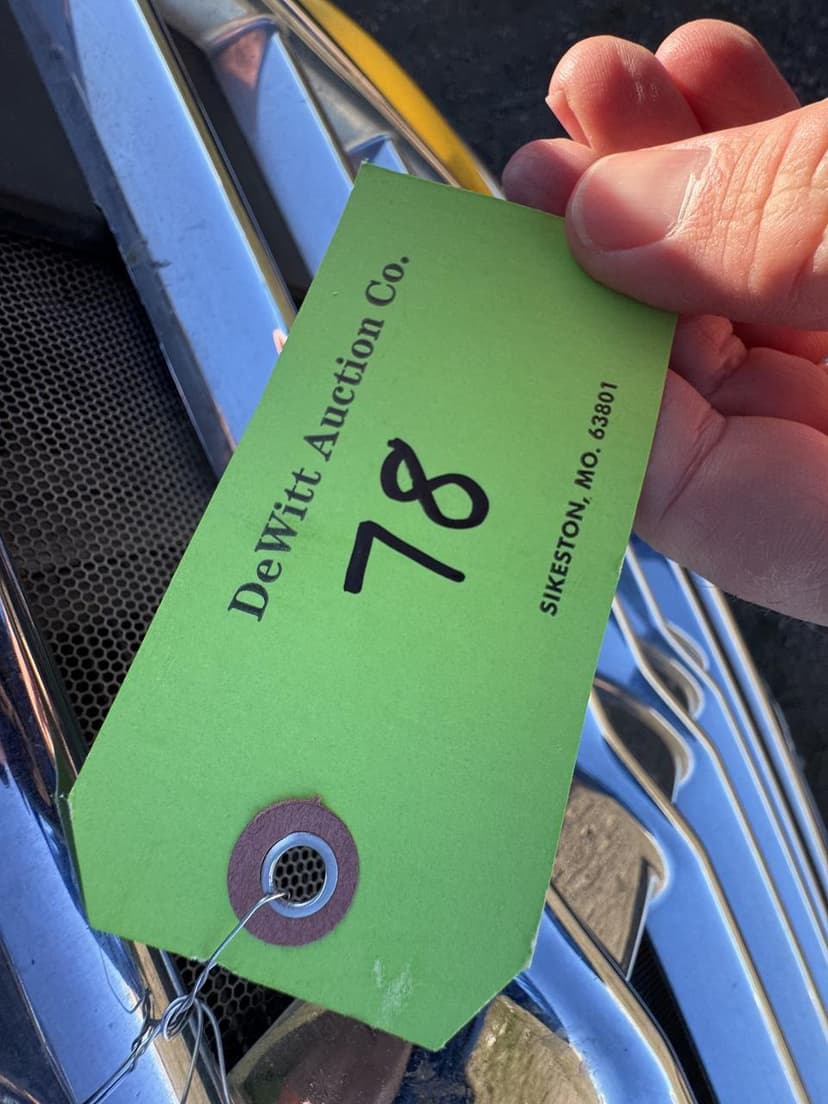 DeWitt Auction Co.
78
SIKESTON, MO. 63801